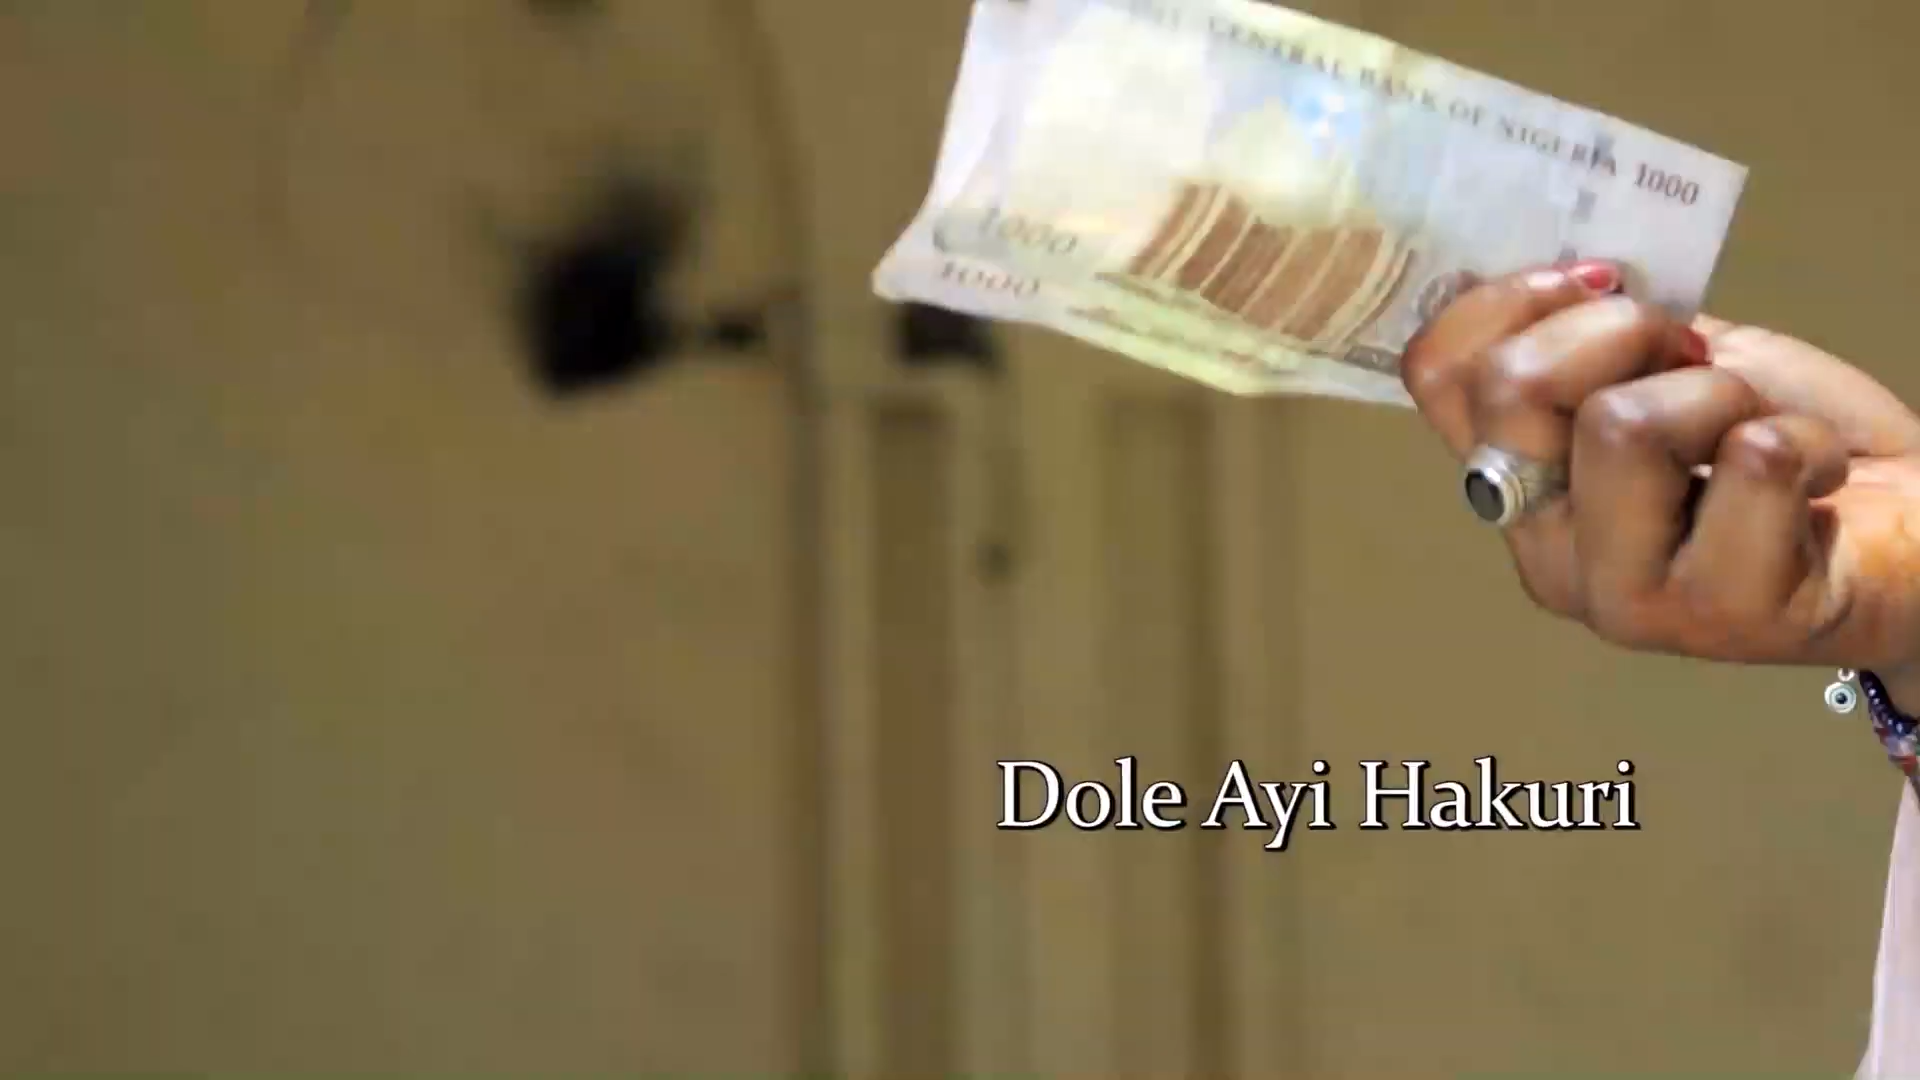 CENTRAL BANK OF NIGERIA 1000
1000
1000
Dole Ayi Hakuri